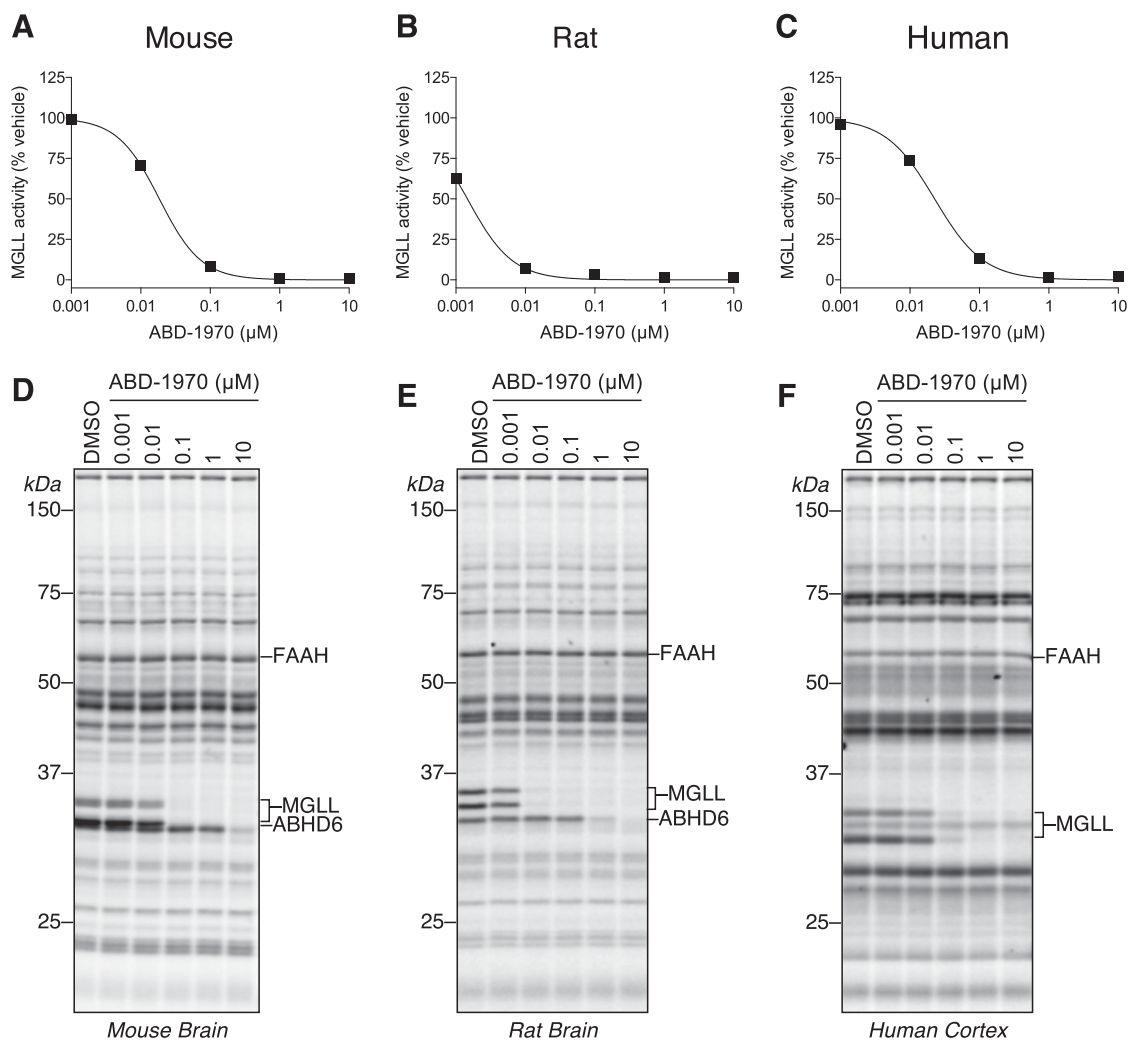 A
Mouse
MGLL activity (% vehicle)
125
100
75
50
25
0
0.001 0.01 0.1 1 10
ABD-1970 (µM)
B
Rat
MGLL activity (% vehicle)
125
100
75
50
25
0
0.001 0.01 0.1 1 10
ABD-1970 (µM)
C
Human
MGLL activity (% vehicle)
125
100
75
50
25
0
0.001 0.01 0.1 1 10
ABD-1970 (µM)
D
ABD-1970 (µM)
DMSO 0.001 0.01 0.1 1 10
kDa
150
75
FAAH
50
37
MGLL
ABHD6
25
Mouse Brain
E
ABD-1970 (µM)
DMSO 0.001 0.01 0.1 1 10
kDa
150
75
FAAH
50
37
MGLL
ABHD6
25
Rat Brain
F
ABD-1970 (µM)
DMSO 0.001 0.01 0.1 1 10
kDa
150
75
FAAH
50
37
MGLL
25
Human Cortex